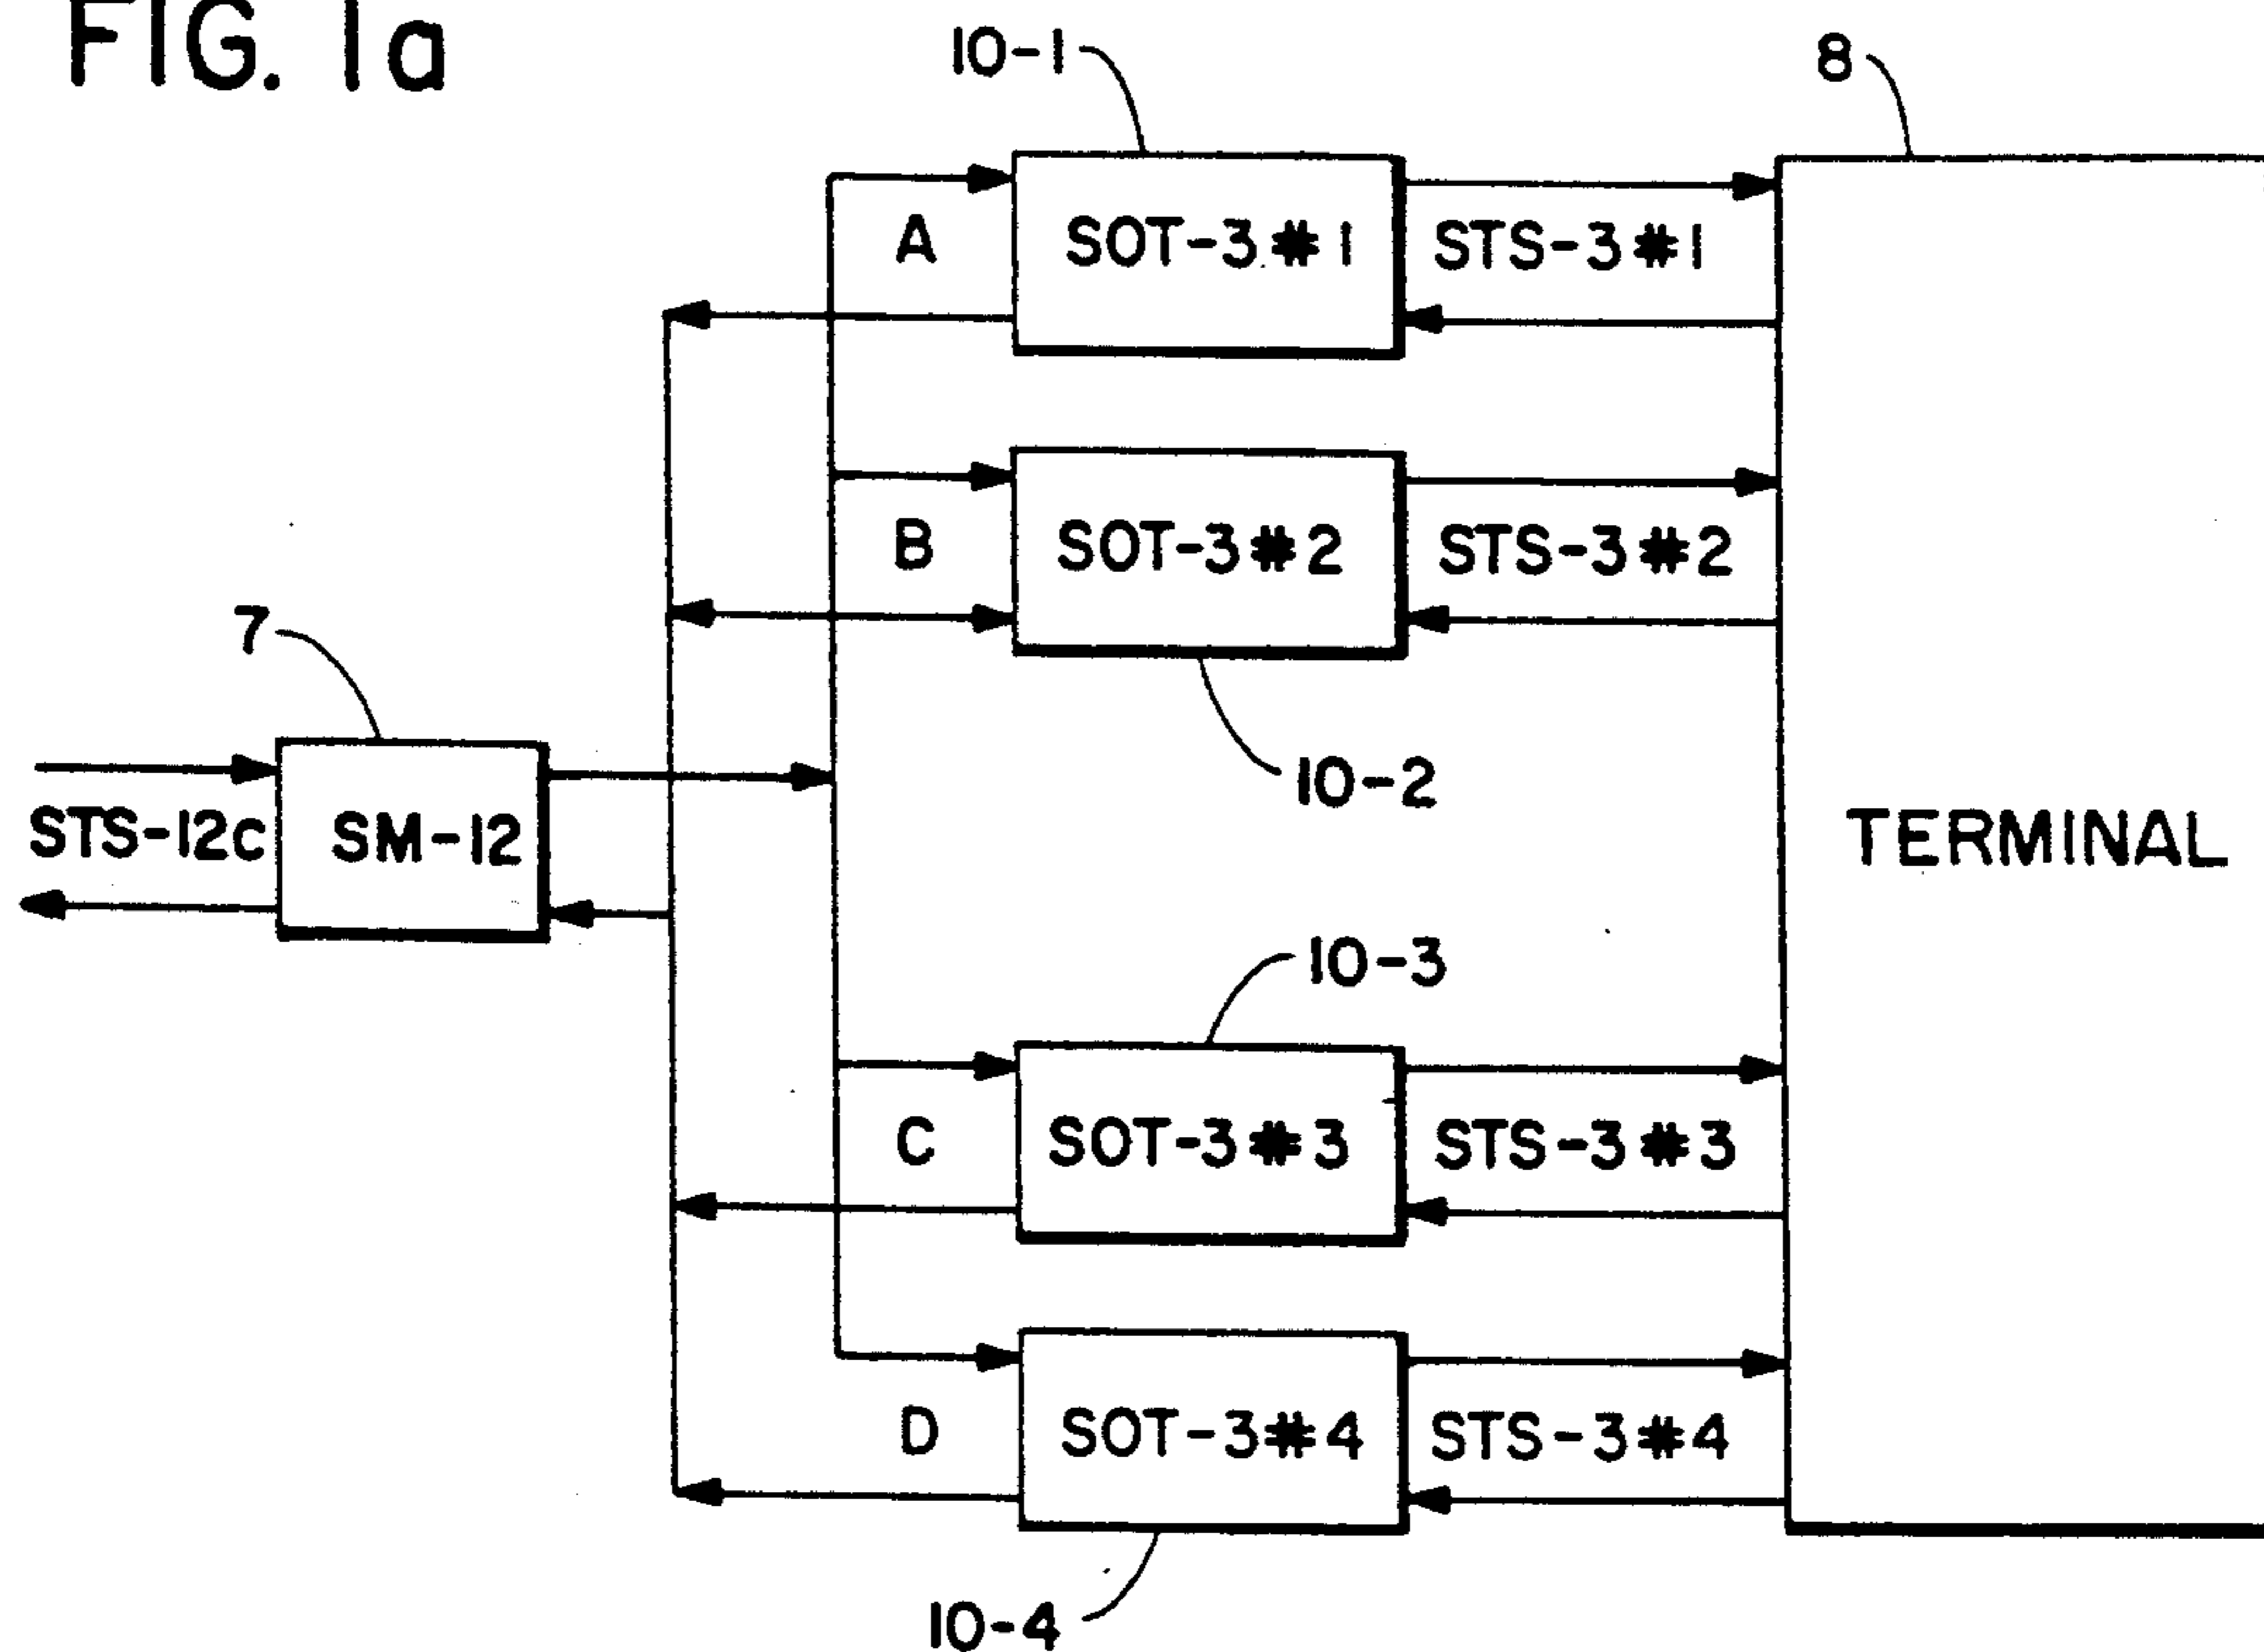 FIG. 1a
10-1
8
A
SOT-3#1
STS-3#1
B
SOT-3#2
STS-3#2
7
10-2
STS-12c
SM-12
TERMINAL
10-3
C
SOT-3#3
STS-3#3
D
SOT-3#4
STS-3#4
10-4